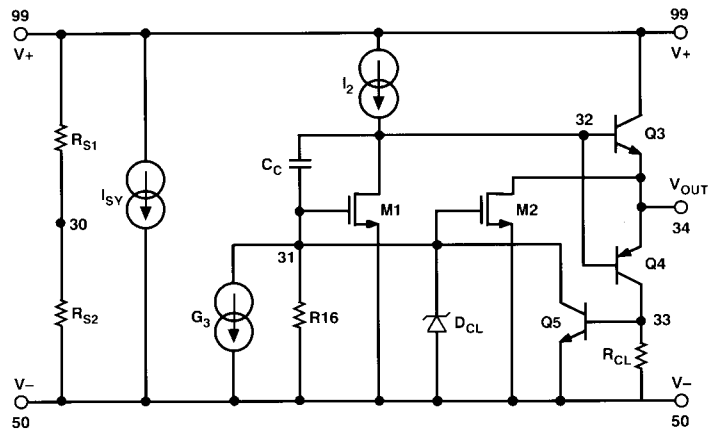 99
99
V+
V+
I2
32
Q3
RS1
CC
ISY
M1
M2
VOUT
30
34
31
Q4
RS2
G3
R16
DCL
Q5
33
RCL
V−
V−
50
50